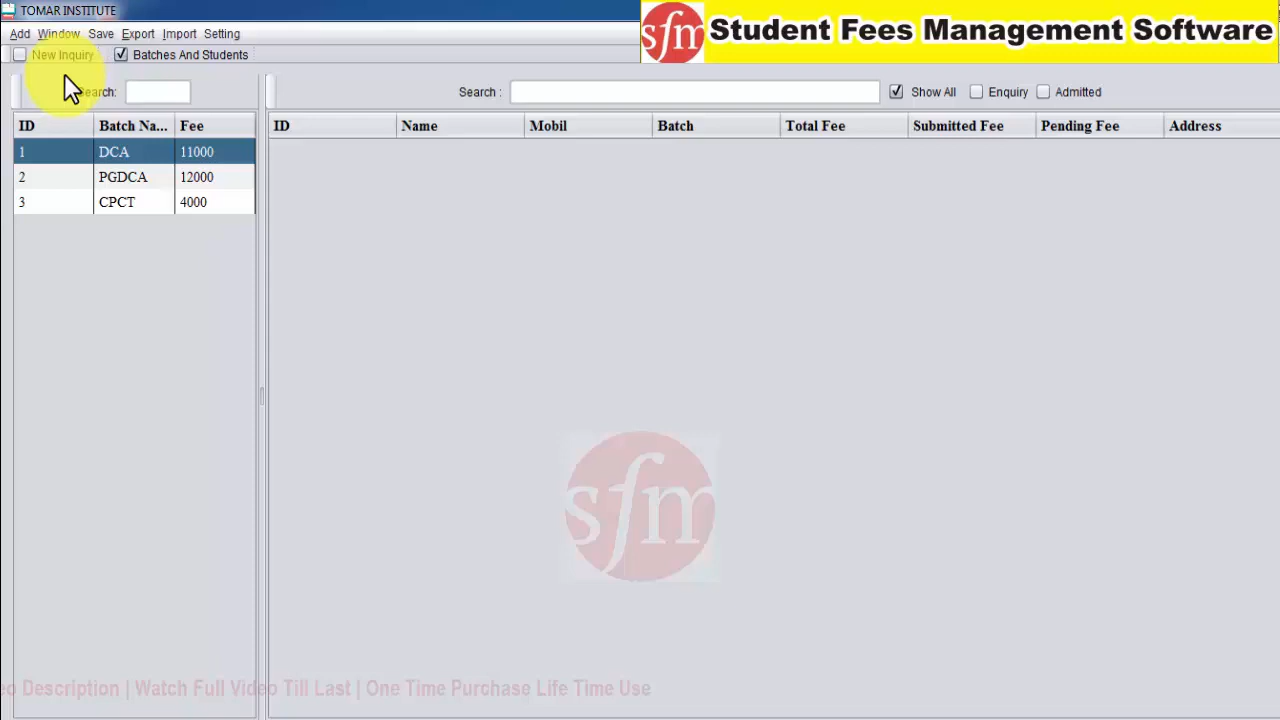 TOMAR INSTITUTE
sfm Student Fees Management Software
Add Window Save Export Import Setting
New Inquiry Batches And Students
Search: Search : Show All Enquiry Admitted
ID Batch Na... Fee ID Name Mobil Batch Total Fee Submitted Fee Pending Fee Address
1 DCA 11000
2 PGDCA 12000
3 CPCT 4000
sfm
Description | Watch Full Video Till Last | One Time Purchase Life Time Use